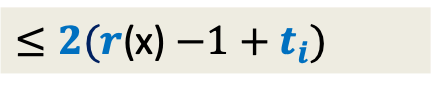 ≤ 2(r(x) −1 + tᵢ)